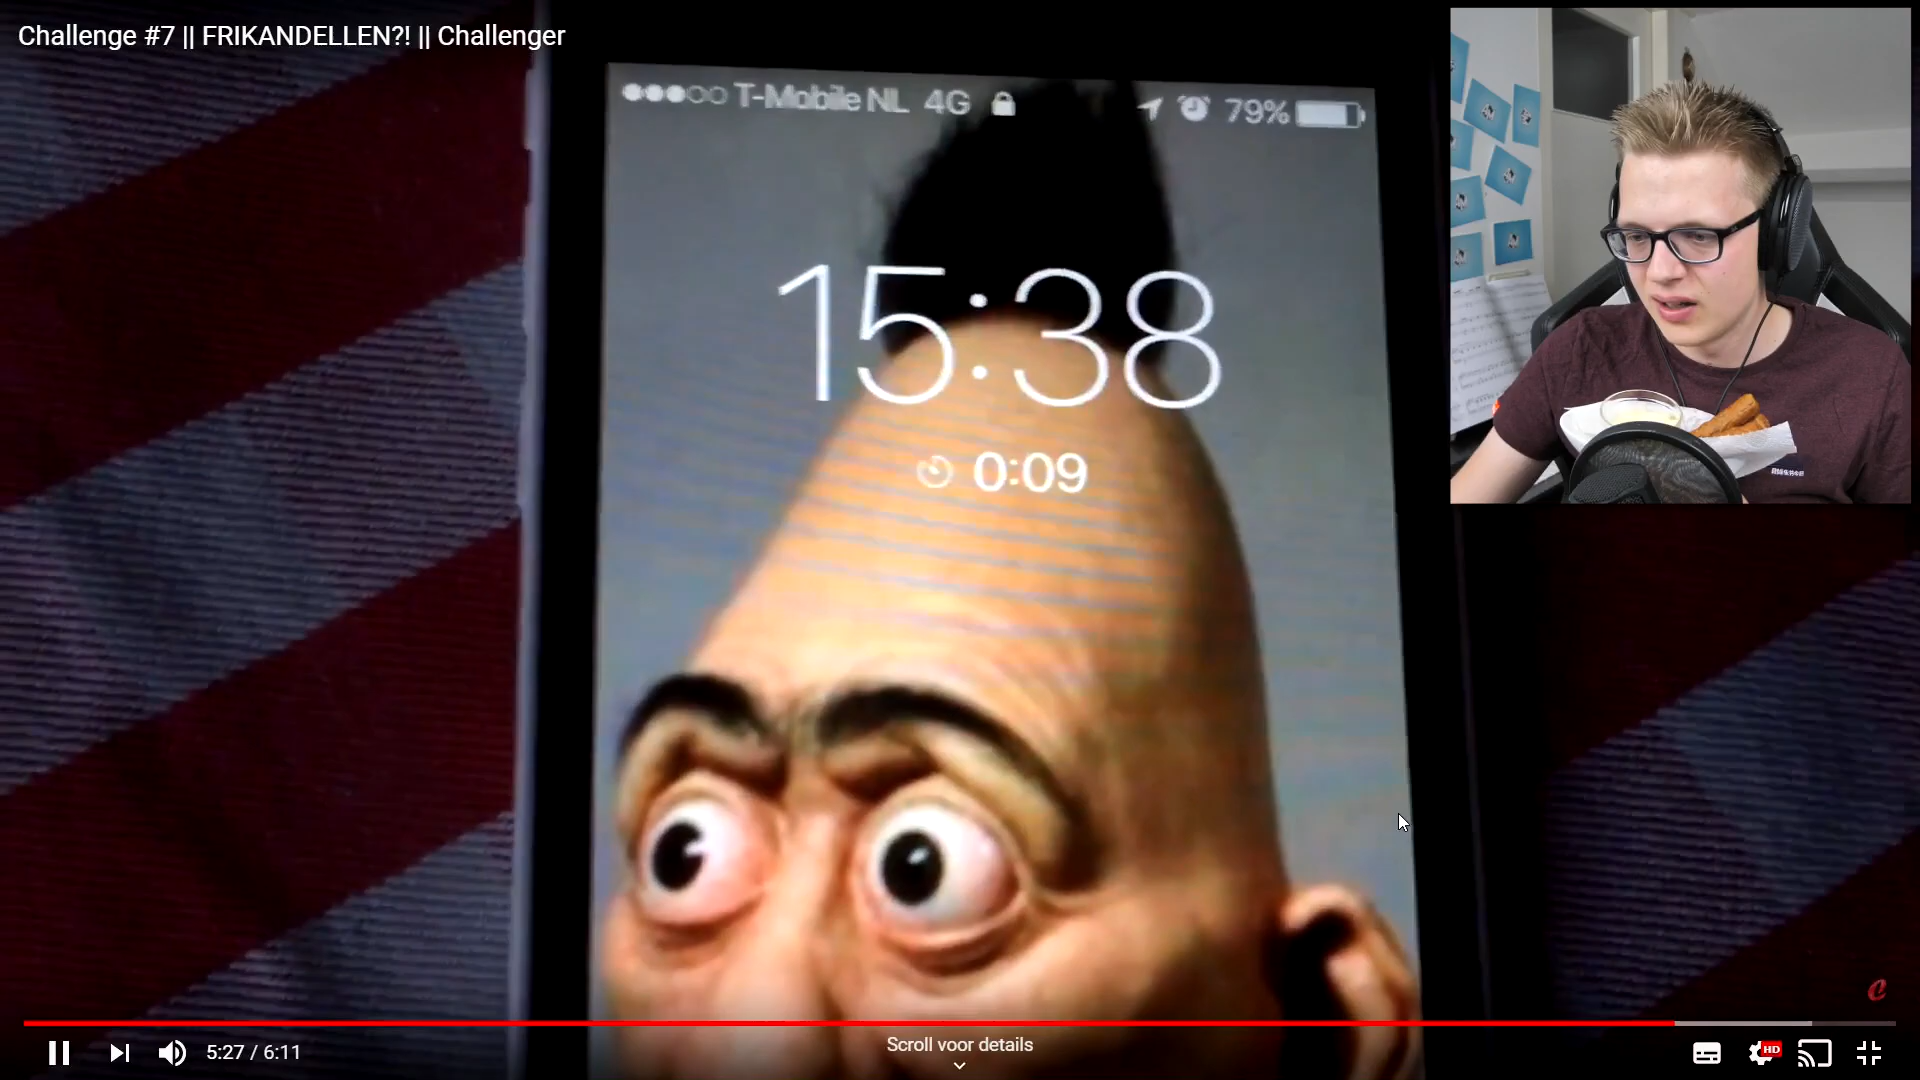 Challenge #7 || FRIKANDELLEN?! || Challenger
T-Mobile NL 4G 79%
15:38
0:09
Scroll voor details
5:27 / 6:11
HD